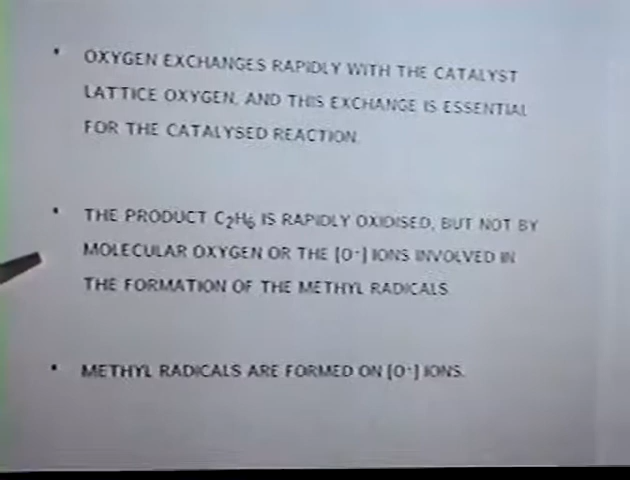 • OXYGEN EXCHANGES RAPIDLY WITH THE CATALYST
LATTICE OXYGEN, AND THIS EXCHANGE IS ESSENTIAL
FOR THE CATALYSED REACTION.
• THE PRODUCT C₂H₆ IS RAPIDLY OXIDISED, BUT NOT BY
MOLECULAR OXYGEN OR THE [O⁻] IONS INVOLVED IN
THE FORMATION OF THE METHYL RADICALS.
• METHYL RADICALS ARE FORMED ON [O⁻] IONS.